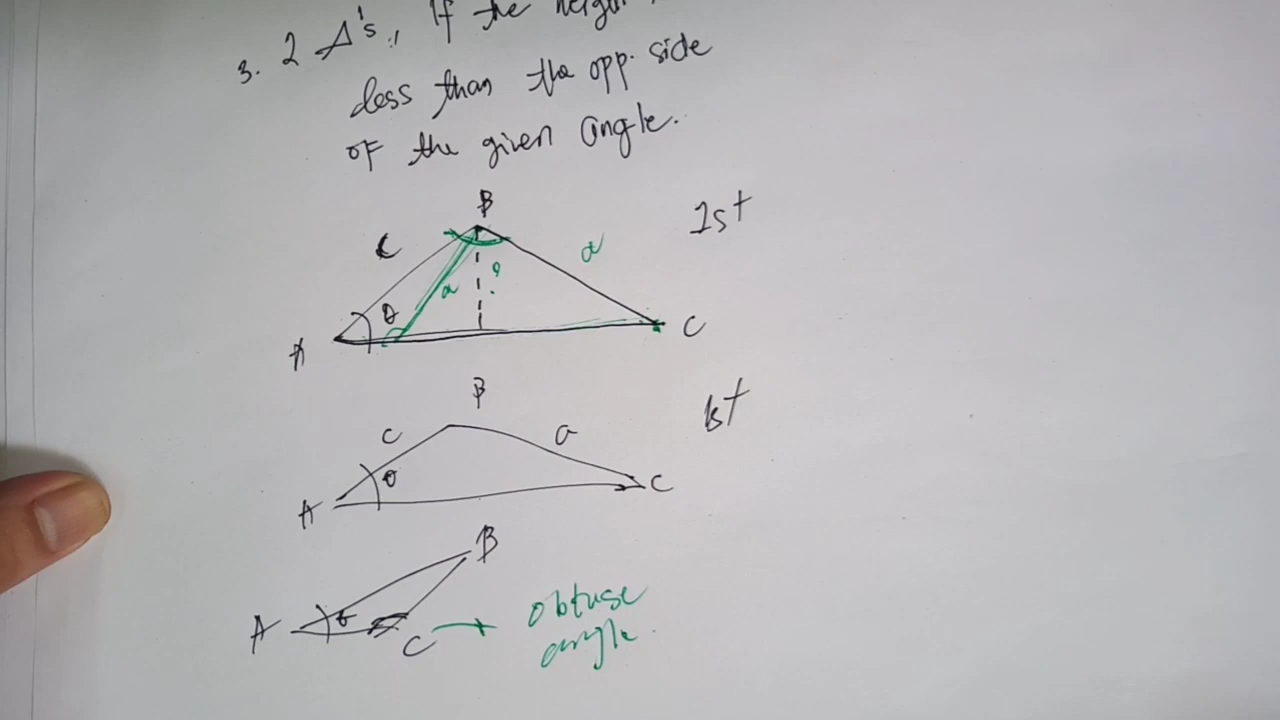 3. 2 Δ's, If the
less than the opp. side
of the given angle.
B
1st
c
a
a
?
θ
A
C
B
1st
c
a
θ
A
C
B
A
θ
C → obtuse
angle.